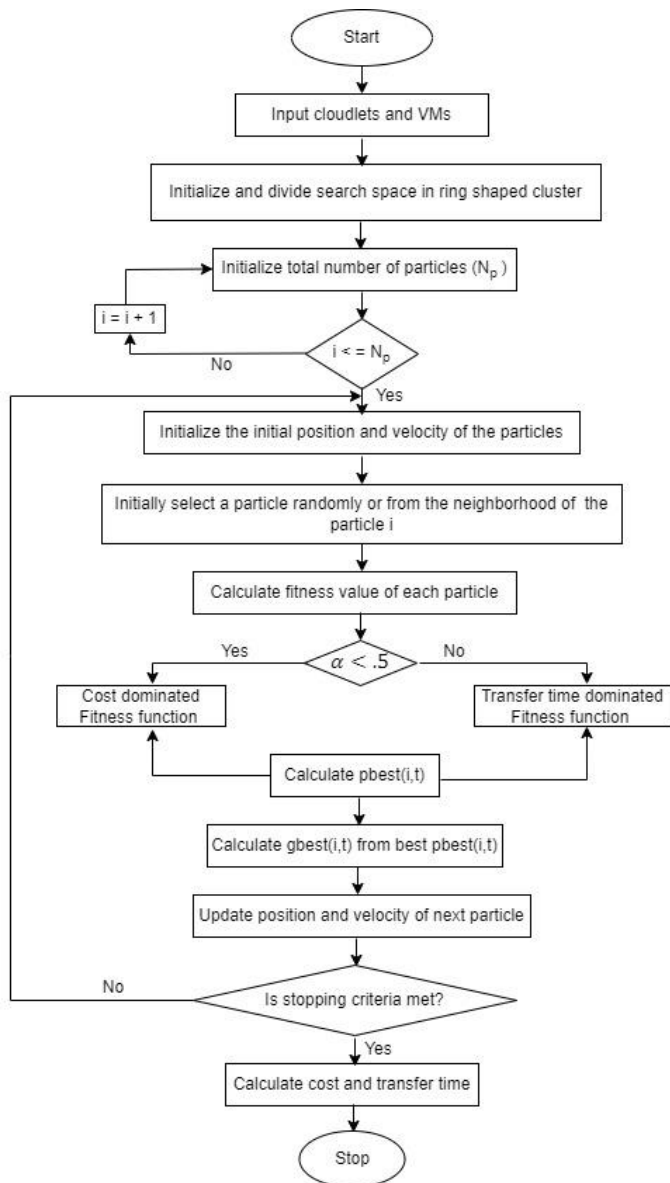 Start
Input cloudlets and VMs
Initialize and divide search space in ring shaped cluster
Initialize total number of particles (Nₚ )
i = i + 1
i < = Nₚ
No
Yes
Initialize the initial position and velocity of the particles
Initially select a particle randomly or from the neighborhood of the
particle i
Calculate fitness value of each particle
Yes
α < .5
No
Cost dominated
Fitness function
Transfer time dominated
Fitness function
Calculate pbest(i,t)
Calculate gbest(i,t) from best pbest(i,t)
Update position and velocity of next particle
No
Is stopping criteria met?
Yes
Calculate cost and transfer time
Stop